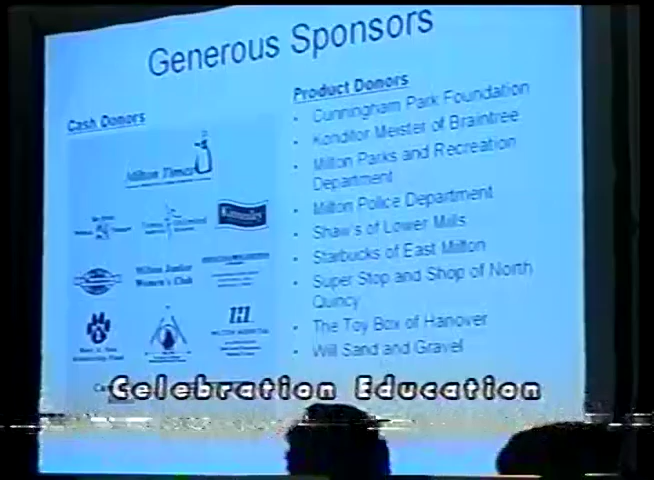 Generous Sponsors
Cash Donors
Milton Times
Milton Junior
Women's Club
Product Donors
• Cunningham Park Foundation
• Konditor Meister of Braintree
• Milton Parks and Recreation
Department
• Milton Police Department
• Shaw's of Lower Mills
• Starbucks of East Milton
• Super Stop and Shop of North
Quincy
• The Toy Box of Hanover
• Will Sand and Gravel
Celebration Education